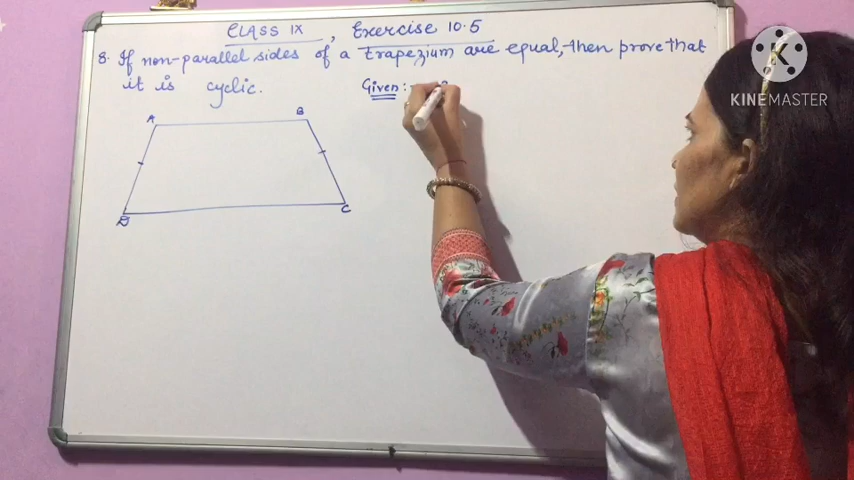 CLASS IX, Exercise 10.5
8. If non-parallel sides of a trapezium are equal, then prove that
it is cyclic.
Given:
A B
D C
K
KINEMASTER